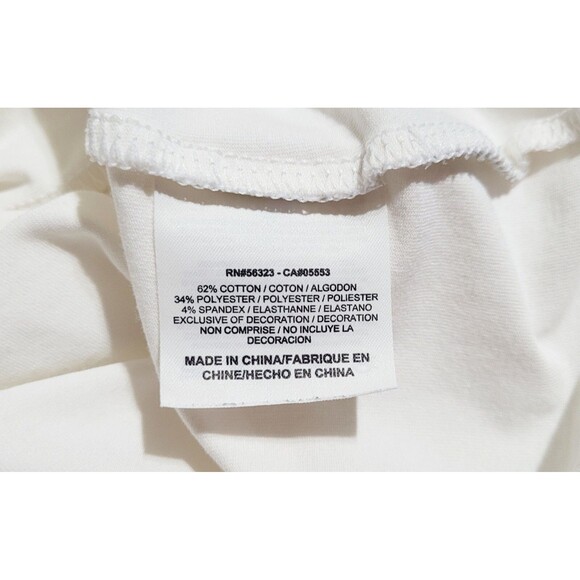 RN#56323 - CA#05553
62% COTTON / COTON / ALGODON
34% POLYESTER / POLYESTER / POLIESTER
4% SPANDEX / ELASTHANNE / ELASTANO
EXCLUSIVE OF DECORATION / DECORATION
NON COMPRISE / NO INCLUYE LA
DECORACION
MADE IN CHINA/FABRIQUE EN
CHINE/HECHO EN CHINA